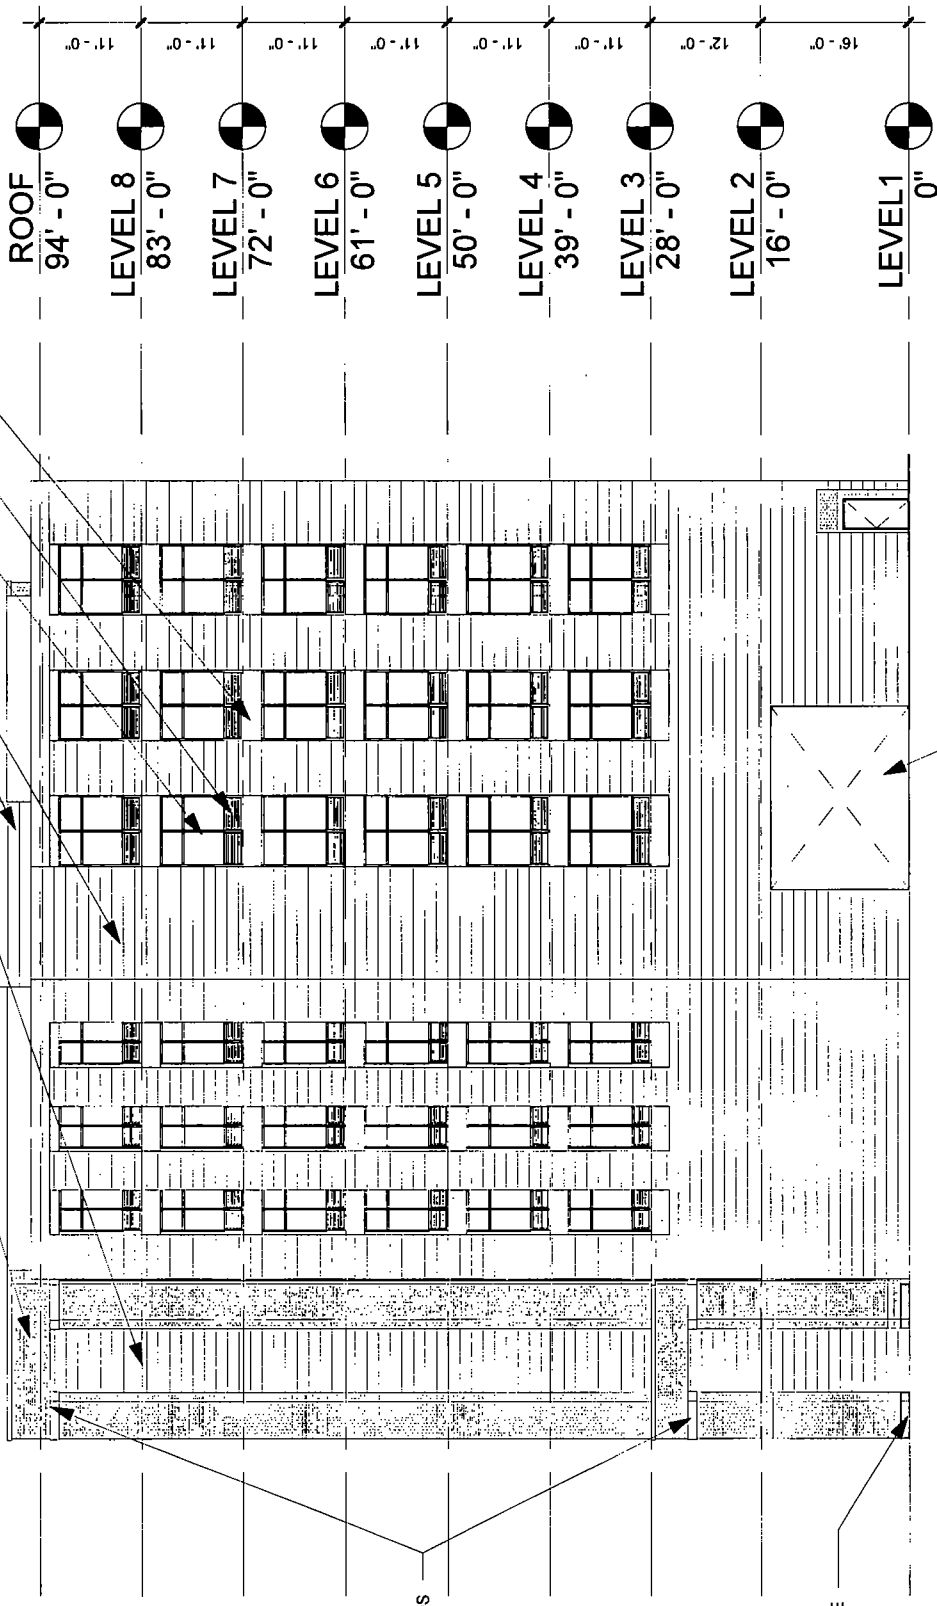 11' - 0"
11' - 0"
11' - 0"
11' - 0"
11' - 0"
11' - 0"
12' - 0"
16' - 0"
ROOF
94' - 0"
LEVEL 8
83' - 0"
LEVEL 7
72' - 0"
LEVEL 6
61' - 0"
LEVEL 5
50' - 0"
LEVEL 4
39' - 0"
LEVEL 3
28' - 0"
LEVEL 2
16' - 0"
LEVEL 1
0"
S